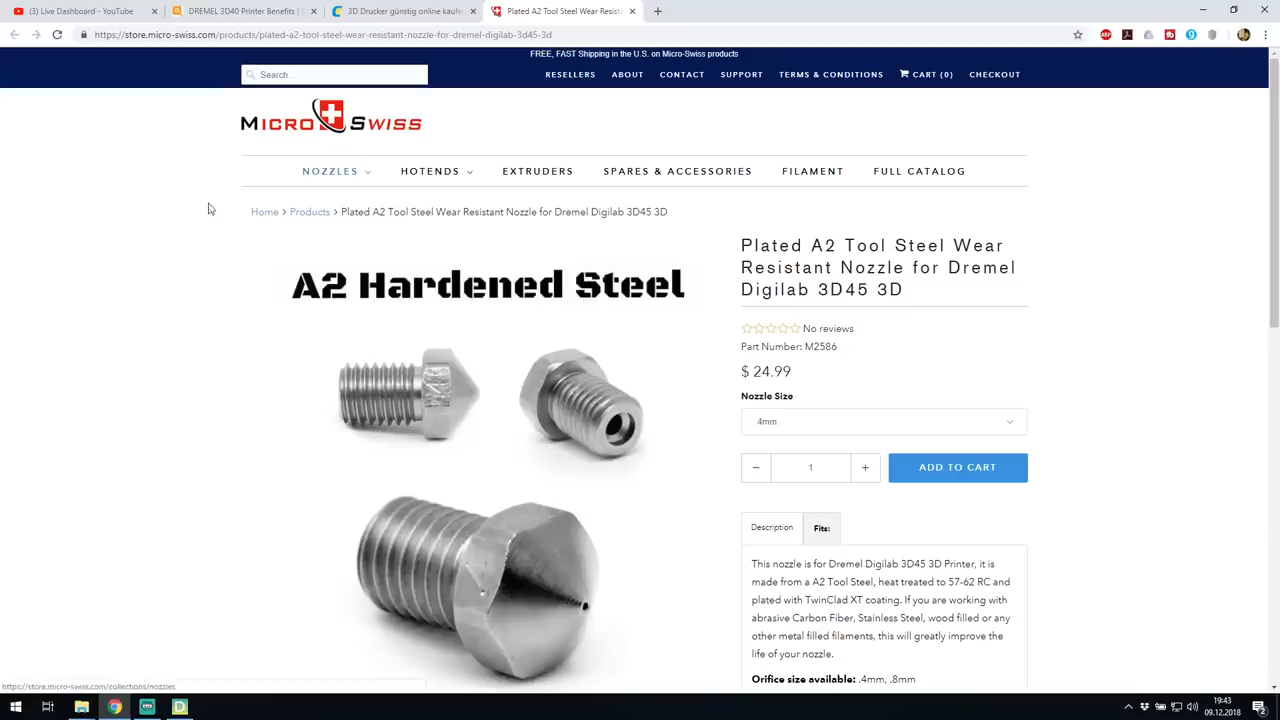 (3) Live Dashboard - YouTube
DREMEL 3D40 Printer Benefits | S
3D Drucker günstig online kaufe
Plated A2 Tool Steel Wear Resist
https://store.micro-swiss.com/products/plated-a2-tool-steel-wear-resistant-nozzle-for-dremel-digilab-3d45-3d
FREE, FAST Shipping in the U.S. on Micro-Swiss products
Search...
RESELLERS ABOUT CONTACT SUPPORT TERMS & CONDITIONS CART (0) CHECKOUT
MICRO SWISS
NOZZLES HOTENDS EXTRUDERS SPARES & ACCESSORIES FILAMENT FULL CATALOG
Home > Products > Plated A2 Tool Steel Wear Resistant Nozzle for Dremel Digilab 3D45 3D
A2 Hardened Steel
Plated A2 Tool Steel Wear
Resistant Nozzle for Dremel
Digilab 3D45 3D
No reviews
Part Number: M2586
$ 24.99
Nozzle Size
4mm
− 1 + ADD TO CART
Description Fits:
This nozzle is for Dremel Digilab 3D45 3D Printer, it is
made from a A2 Tool Steel, heat treated to 57-62 RC and
plated with TwinClad XT coating. If you are working with
abrasive Carbon Fiber, Stainless Steel, wood filled or any
other metal filled filaments, this will greatly improve the
life of your nozzle.
Orifice size available: .4mm, .8mm
https://store.micro-swiss.com/collections/nozzles
19:43
09.12.2018
2